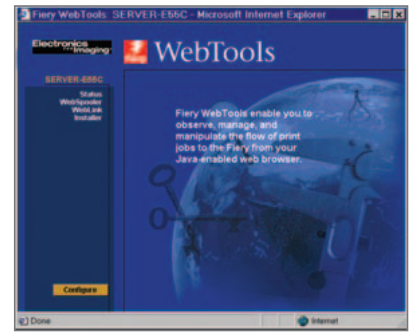 Fiery WebTools: SERVER-E55C - Microsoft Internet Explorer
Electronics
for Imaging
Fiery
WebTools
SERVER-E55C
Status
WebSpooler
WebLink
Installer
Fiery WebTools enable you to
observe, manage, and
manipulate the flow of print
jobs to the Fiery from your
Java-enabled web browser.
Configure
Done
Internet